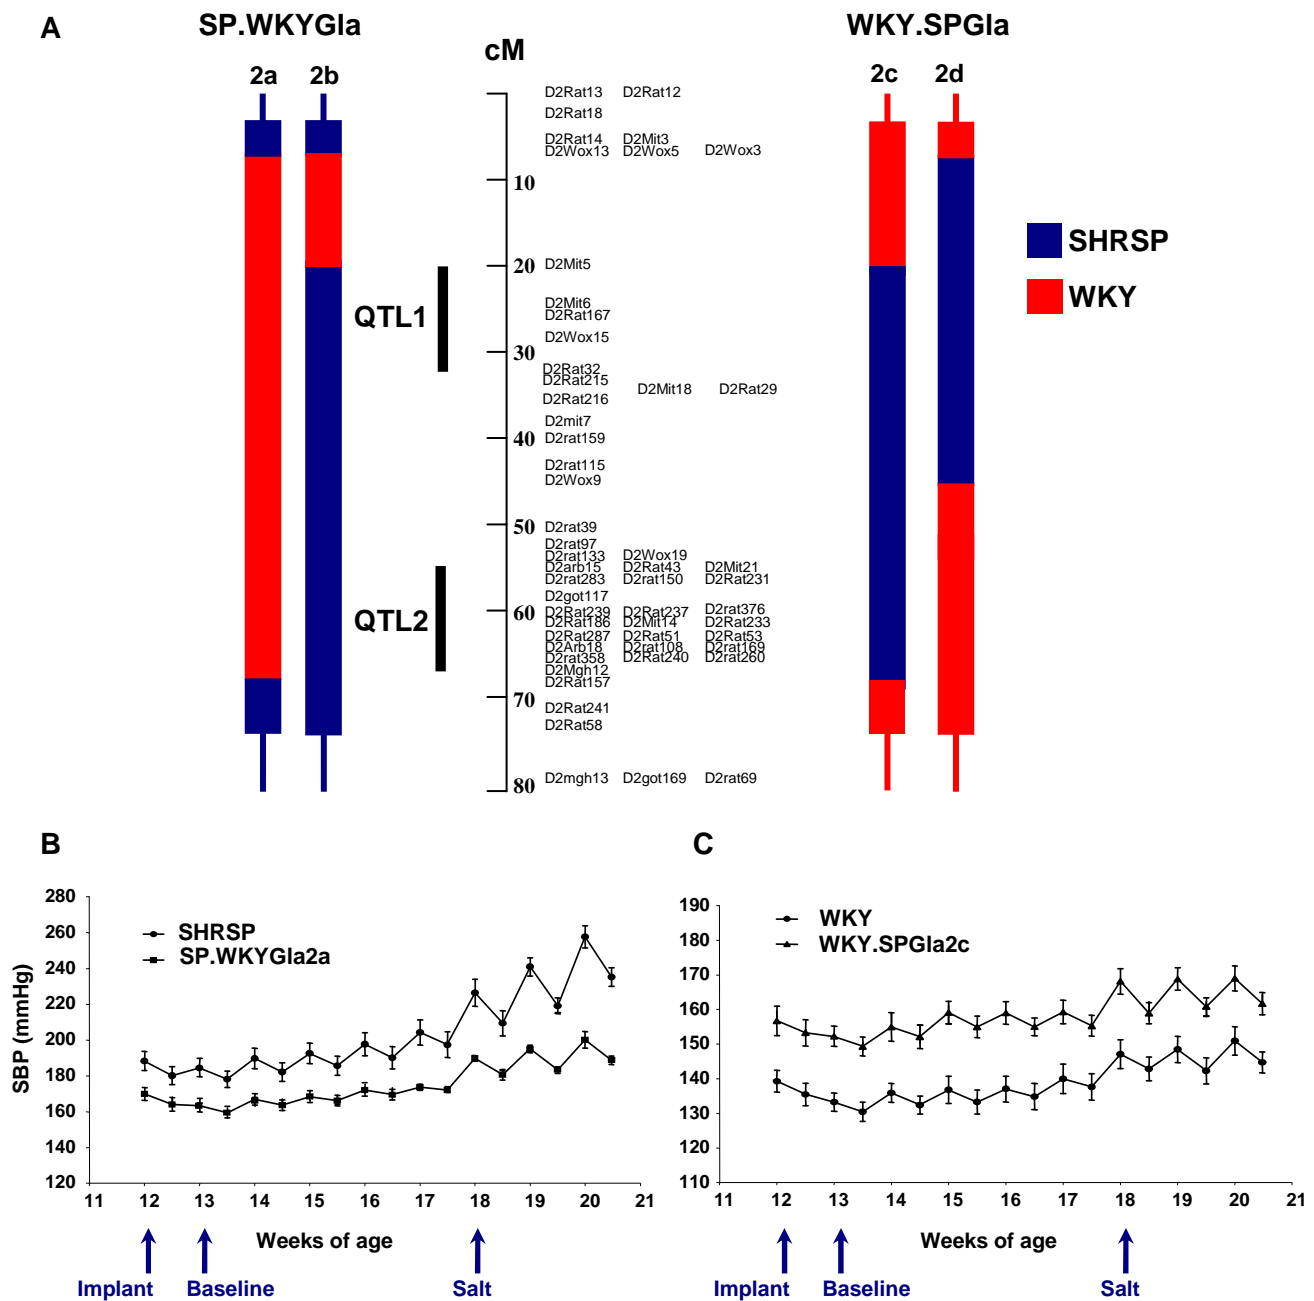 A
SP.WKYGla
WKY.SPGla
cM
2a 2b
2c 2d
D2Rat13 D2Rat12
D2Rat18
D2Rat14 D2Mit3
D2Wox13 D2Wox5 D2Wox3
10
20 D2Mit5
D2Mit6
D2Rat167
QTL1
D2Wox15
30
D2Rat32
D2Rat215
D2Mit18 D2Rat29
D2Rat216
D2mit7
40 D2rat159
D2rat115
D2Wox9
50 D2rat39
D2rat97
D2rat133 D2Wox19
D2arb15 D2Rat43 D2Mit21
D2rat283 D2rat150 D2Rat231
D2got117
60 D2Rat239 D2Rat237 D2rat376
D2Rat186 D2Mit14 D2Rat233
QTL2
D2Rat287 D2Rat51 D2Rat53
D2Arb18 D2rat108 D2rat169
D2rat358 D2Rat240 D2rat260
D2Mgh12
D2Rat157
70
D2Rat241
D2Rat58
80 D2mgh13 D2got169 D2rat69
SHRSP
WKY
B
SBP (mmHg)
280
260
240
220
200
180
160
140
120
SHRSP
SP.WKYGla2a
11 12 13 14 15 16 17 18 19 20 21
Weeks of age
Implant Baseline Salt
C
190
180
170
160
150
140
130
120
110
WKY
WKY.SPGla2c
11 12 13 14 15 16 17 18 19 20 21
Weeks of age
Implant Baseline Salt